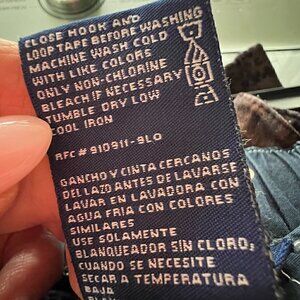 CLOSE HOOK AND
LOOP TAPE BEFORE WASHING
MACHINE WASH COLD
WITH LIKE COLORS
ONLY NON-CHLORINE
BLEACH IF NECESSARY
TUMBLE DRY LOW
COOL IRON
RFC # 910911-9L0
GANCHO Y CINTA CERCANOS
DEL LAZO ANTES DE LAVARSE
LAVAR EN LAVADORA CON
AGUA FRIA CON COLORES
SIMILARES
USE SOLAMENTE
BLANQUEADOR SIN CLORO;
CUANDO SE NECESITE
SECAR A TEMPERATURA
BAJA